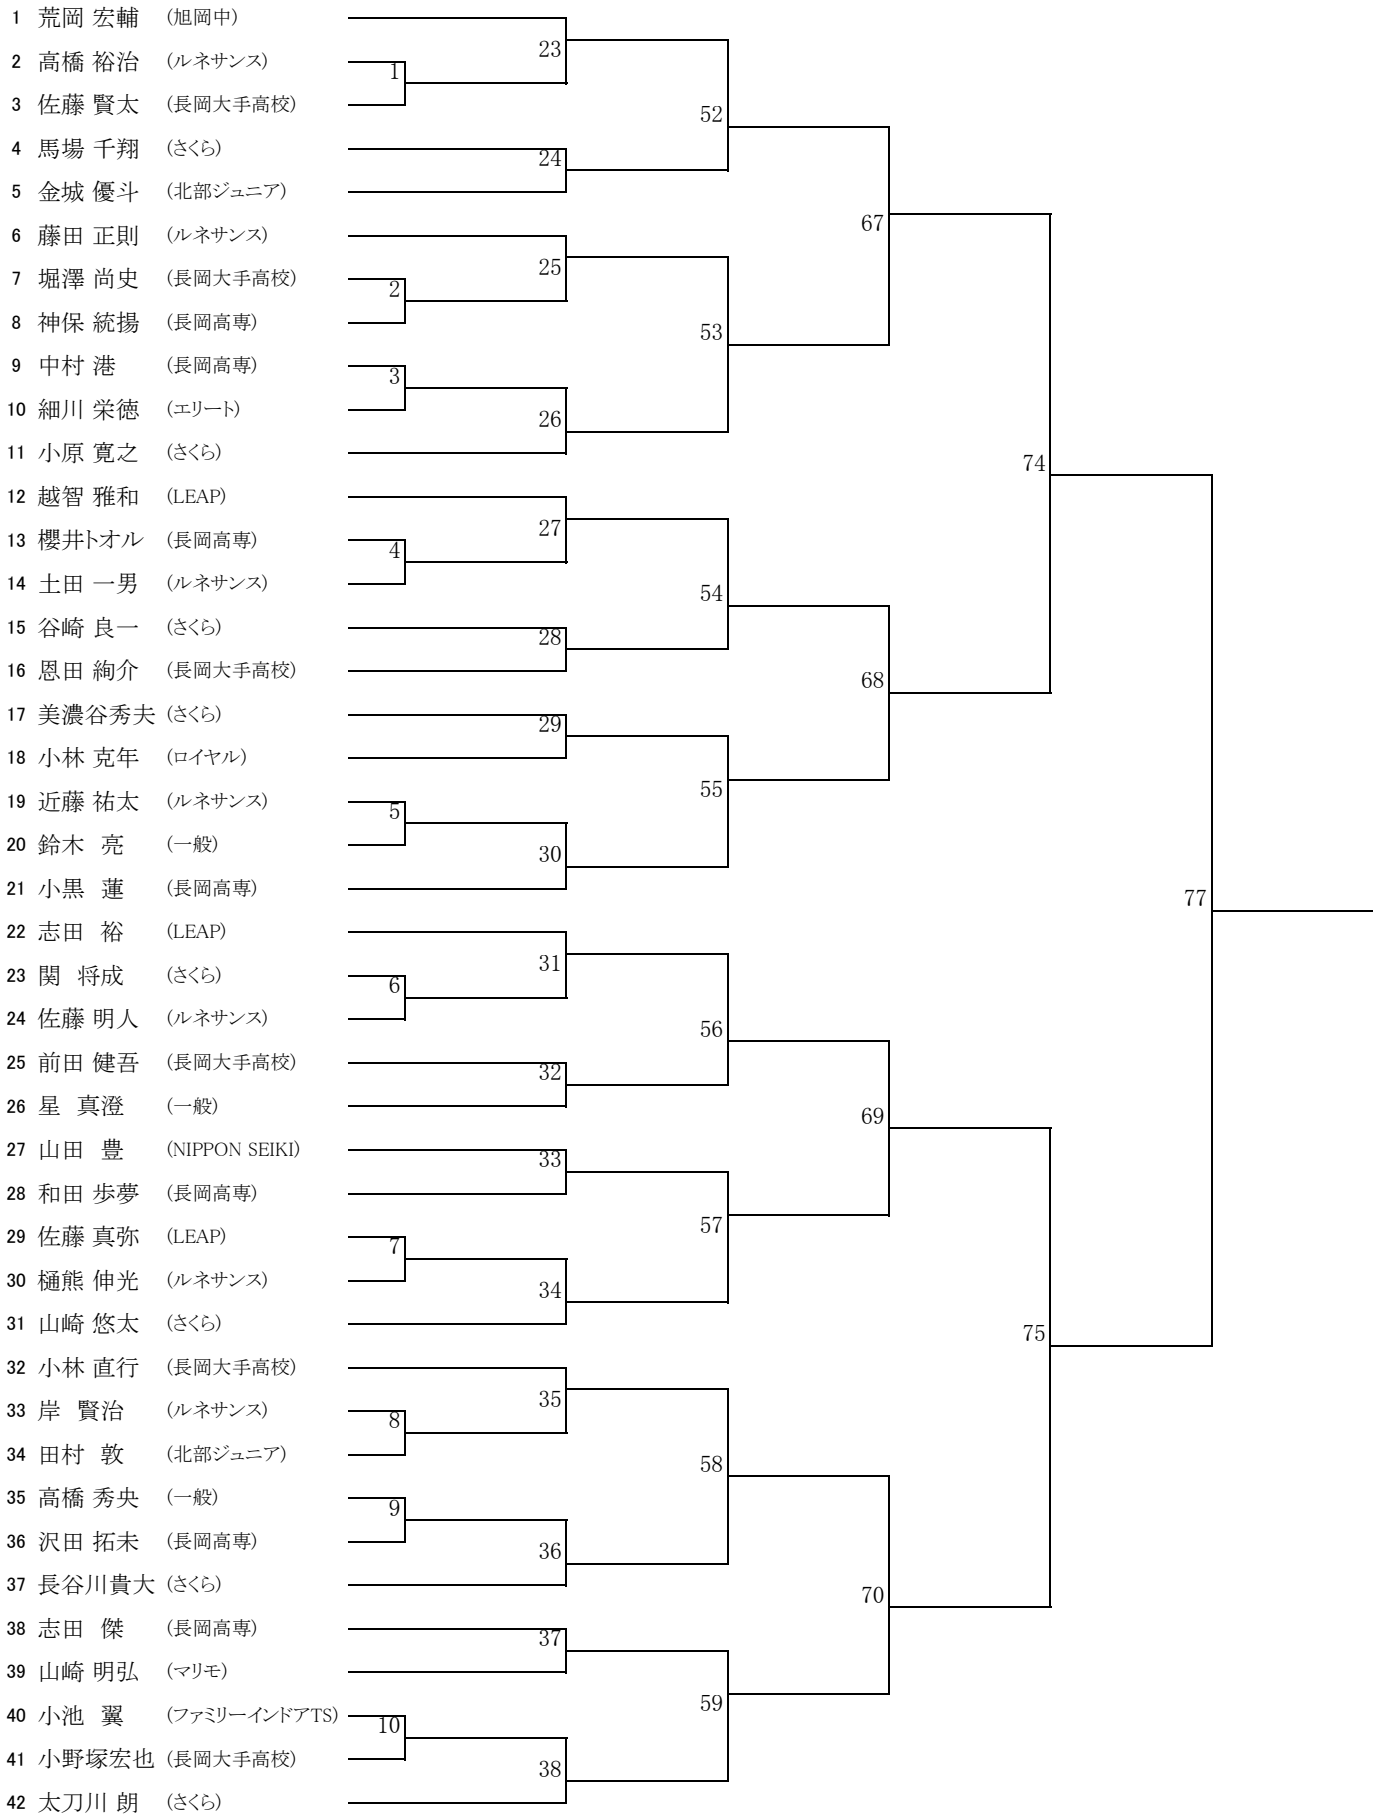 1 荒岡 宏輔 (旭岡中)
23
2 高橋 裕治 (ルネサンス)
1
3 佐藤 賢太 (長岡大手高校)
52
4 馬場 千翔 (さくら)
24
5 金城 優斗 (北部ジュニア)
67
6 藤田 正則 (ルネサンス)
25
7 堀澤 尚史 (長岡大手高校)
2
8 神保 統揚 (長岡高専)
53
9 中村 港 (長岡高専)
3
10 細川 栄徳 (エリート)
26
11 小原 寛之 (さくら)
74
12 越智 雅和 (LEAP)
27
13 櫻井トオル (長岡高専)
4
14 土田 一男 (ルネサンス)
54
15 谷崎 良一 (さくら)
28
16 恩田 絢介 (長岡大手高校)
68
17 美濃谷秀夫 (さくら)
29
18 小林 克年 (ロイヤル)
55
19 近藤 祐太 (ルネサンス)
5
20 鈴木 亮 (一般)
30
21 小黒 蓮 (長岡高専)
77
22 志田 裕 (LEAP)
31
23 関 将成 (さくら)
6
24 佐藤 明人 (ルネサンス)
56
25 前田 健吾 (長岡大手高校)
32
26 星 真澄 (一般)
69
27 山田 豊 (NIPPON SEIKI)
33
28 和田 歩夢 (長岡高専)
57
29 佐藤 真弥 (LEAP)
7
30 樋熊 伸光 (ルネサンス)
34
31 山崎 悠太 (さくら)
75
32 小林 直行 (長岡大手高校)
35
33 岸 賢治 (ルネサンス)
8
34 田村 敦 (北部ジュニア)
58
35 高橋 秀央 (一般)
9
36 沢田 拓未 (長岡高専)
36
37 長谷川貴大 (さくら)
70
38 志田 傑 (長岡高専)
37
39 山崎 明弘 (マリモ)
59
40 小池 翼 (ファミリーインドアTS)
10
41 小野塚宏也 (長岡大手高校)
38
42 太刀川 朗 (さくら)